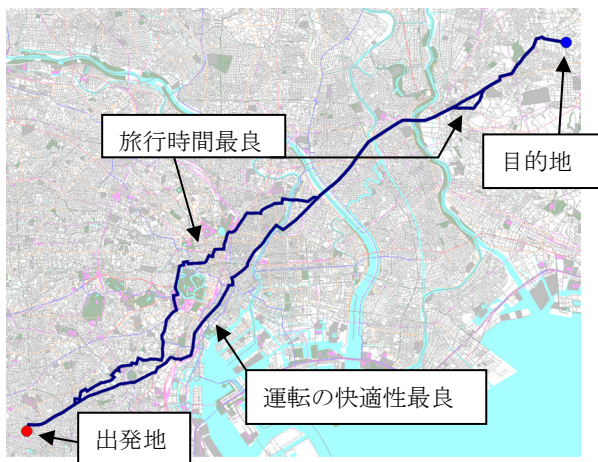 旅行時間最良
目的地
運転の快適性最良
出発地